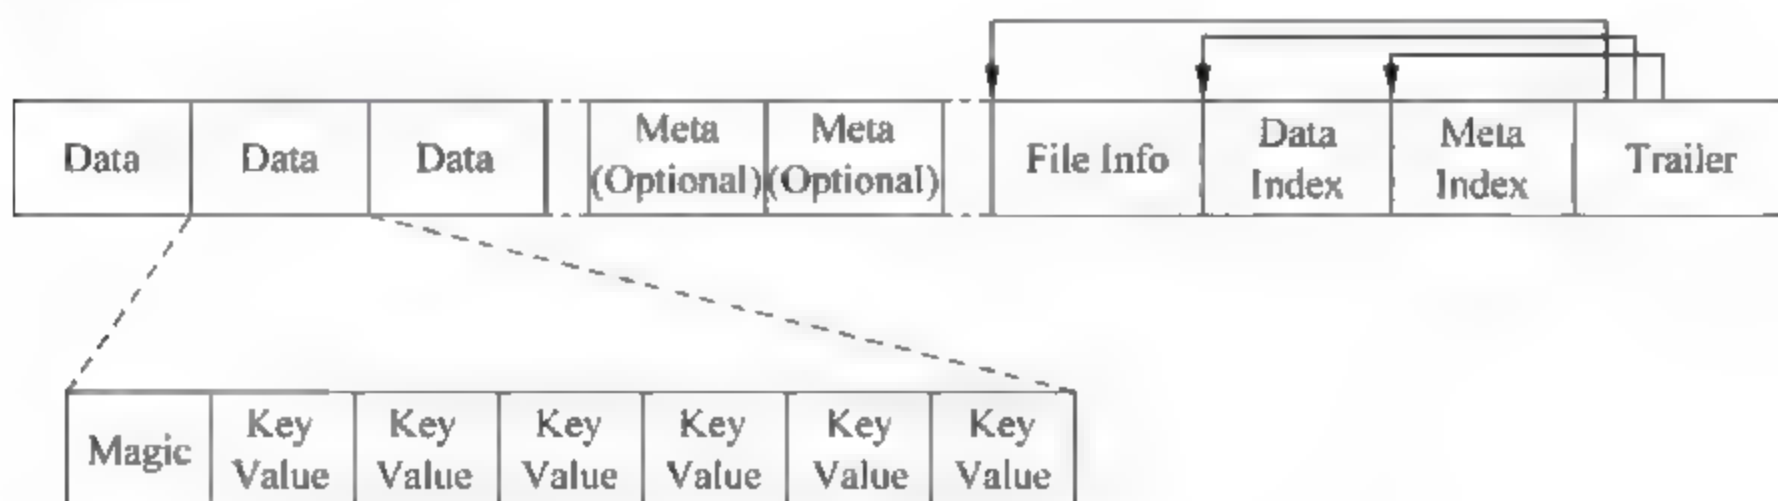 Data
Data
Data
Meta
(Optional)
Meta
(Optional)
File Info
Data
Index
Meta
Index
Trailer
Magic
Key
Value
Key
Value
Key
Value
Key
Value
Key
Value
Key
Value